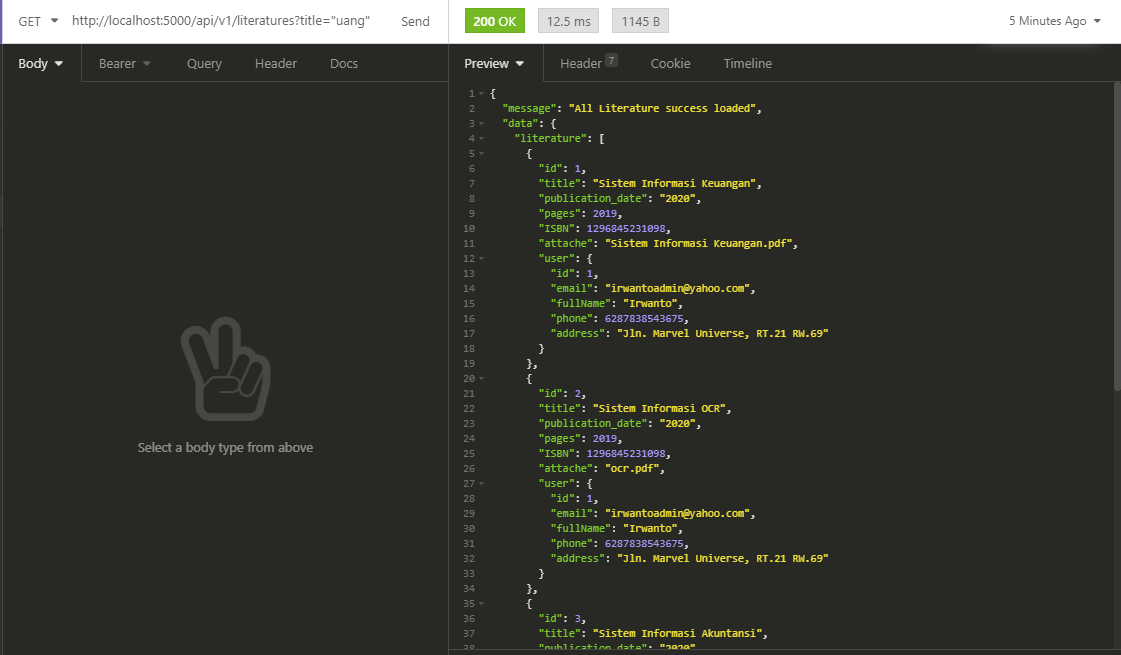 GET http://localhost:5000/api/v1/literatures?title="uang" Send
200 OK 12.5 ms 1145 B 5 Minutes Ago
Body Bearer Query Header Docs
Preview Header 7 Cookie Timeline
Select a body type from above
1 {
2 "message": "All Literature success loaded",
3 "data": {
4 "literature": [
5 {
6 "id": 1,
7 "title": "Sistem Informasi Keuangan",
8 "publication_date": "2020",
9 "pages": 2019,
10 "ISBN": 1296845231098,
11 "attache": "Sistem Informasi Keuangan.pdf",
12 "user": {
13 "id": 1,
14 "email": "irwantoadmin@yahoo.com",
15 "fullName": "Irwanto",
16 "phone": 6287838543675,
17 "address": "Jln. Marvel Universe, RT.21 RW.69"
18 }
19 },
20 {
21 "id": 2,
22 "title": "Sistem Informasi OCR",
23 "publication_date": "2020",
24 "pages": 2019,
25 "ISBN": 1296845231098,
26 "attache": "ocr.pdf",
27 "user": {
28 "id": 1,
29 "email": "irwantoadmin@yahoo.com",
30 "fullName": "Irwanto",
31 "phone": 6287838543675,
32 "address": "Jln. Marvel Universe, RT.21 RW.69"
33 }
34 },
35 {
36 "id": 3,
37 "title": "Sistem Informasi Akuntansi",
38 "publication_date": "2020"